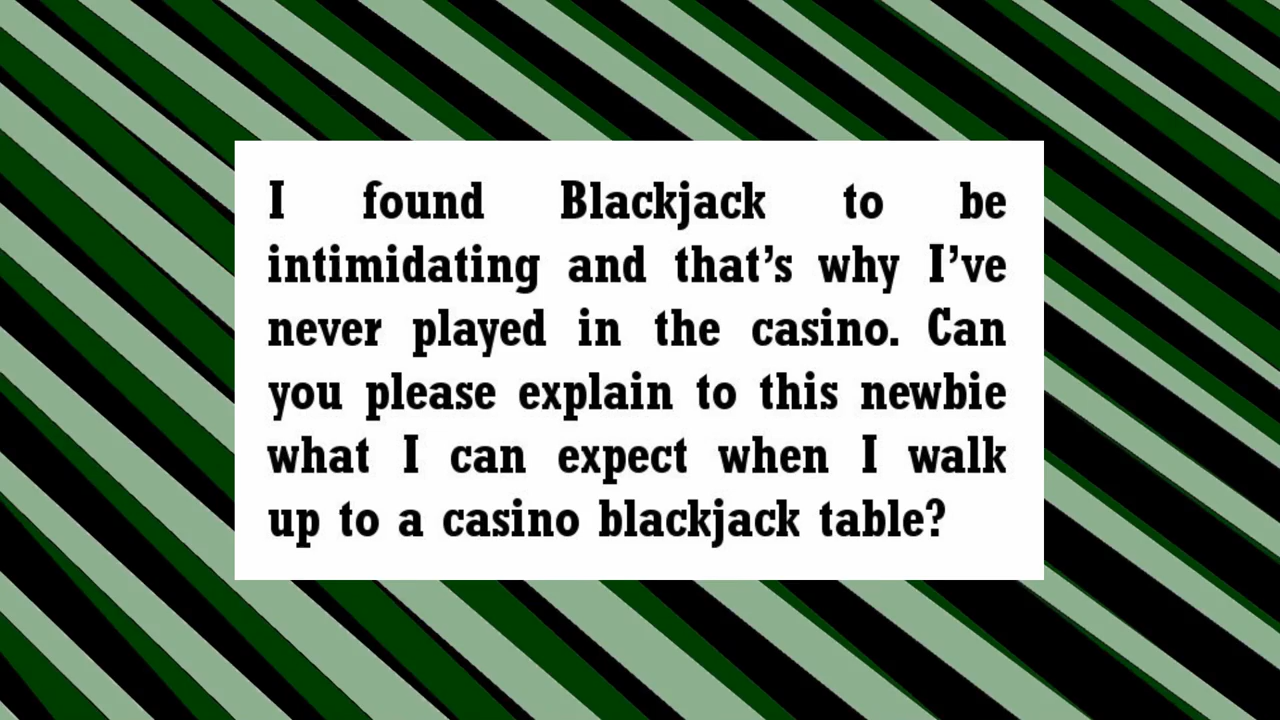 I found Blackjack to be
intimidating and that’s why I’ve
never played in the casino. Can
you please explain to this newbie
what I can expect when I walk
up to a casino blackjack table?